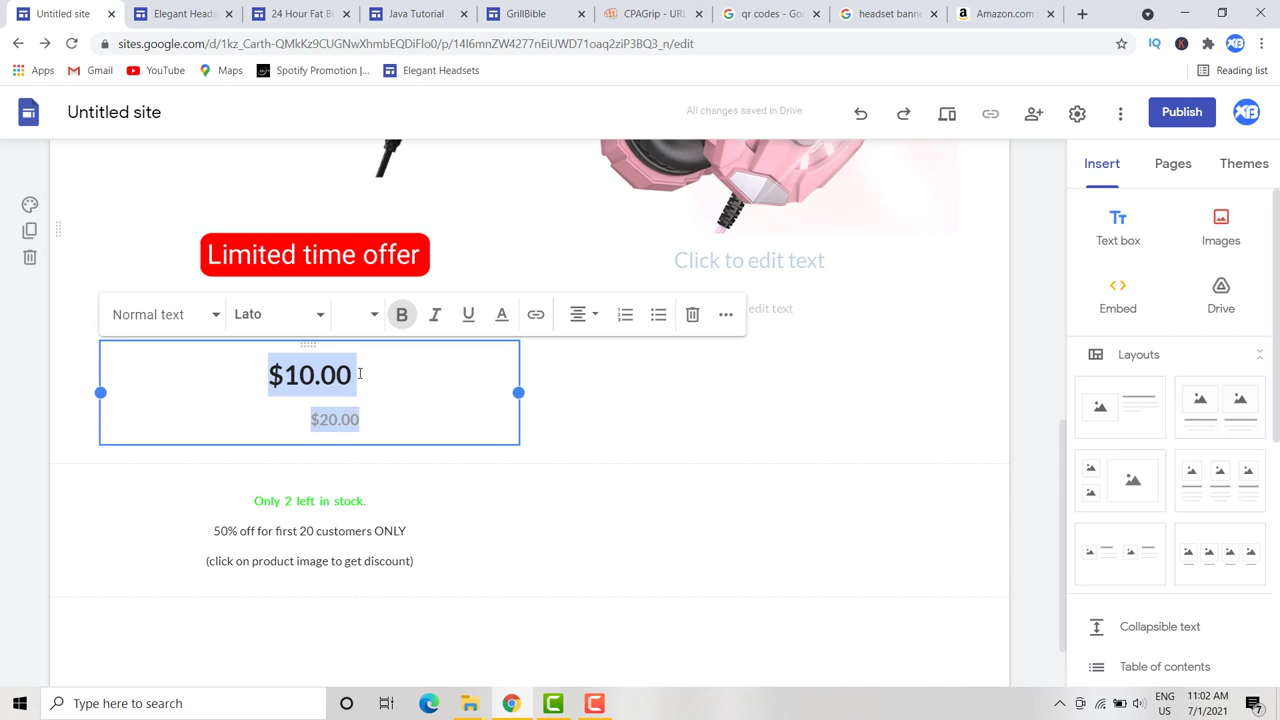 Untitled site
Elegant Heads
24 Hour Fat Bu
Java Tutorial
GrillBible
CPAGrip - URL
qr codes - Goo
headset banne
Amazon.com
sites.google.com/d/1kz_Carth-QMkKz9CUGNwXhmbEQDiFlo0/p/14I6rmZW4277nEiUWD71oaq2ziP3BQ3_n/edit
Apps
Gmail
YouTube
Maps
Spotify Promotion |...
Elegant Headsets
Reading list
Untitled site
All changes saved in Drive
Publish
Insert
Pages
Themes
Text box
Images
Embed
Drive
Layouts
Collapsible text
Table of contents
Limited time offer
Click to edit text
Normal text
Lato
edit text
$10.00
$20.00
Only 2 left in stock.
50% off for first 20 customers ONLY
(click on product image to get discount)
Type here to search
ENG
US
11:02 AM
7/1/2021
7